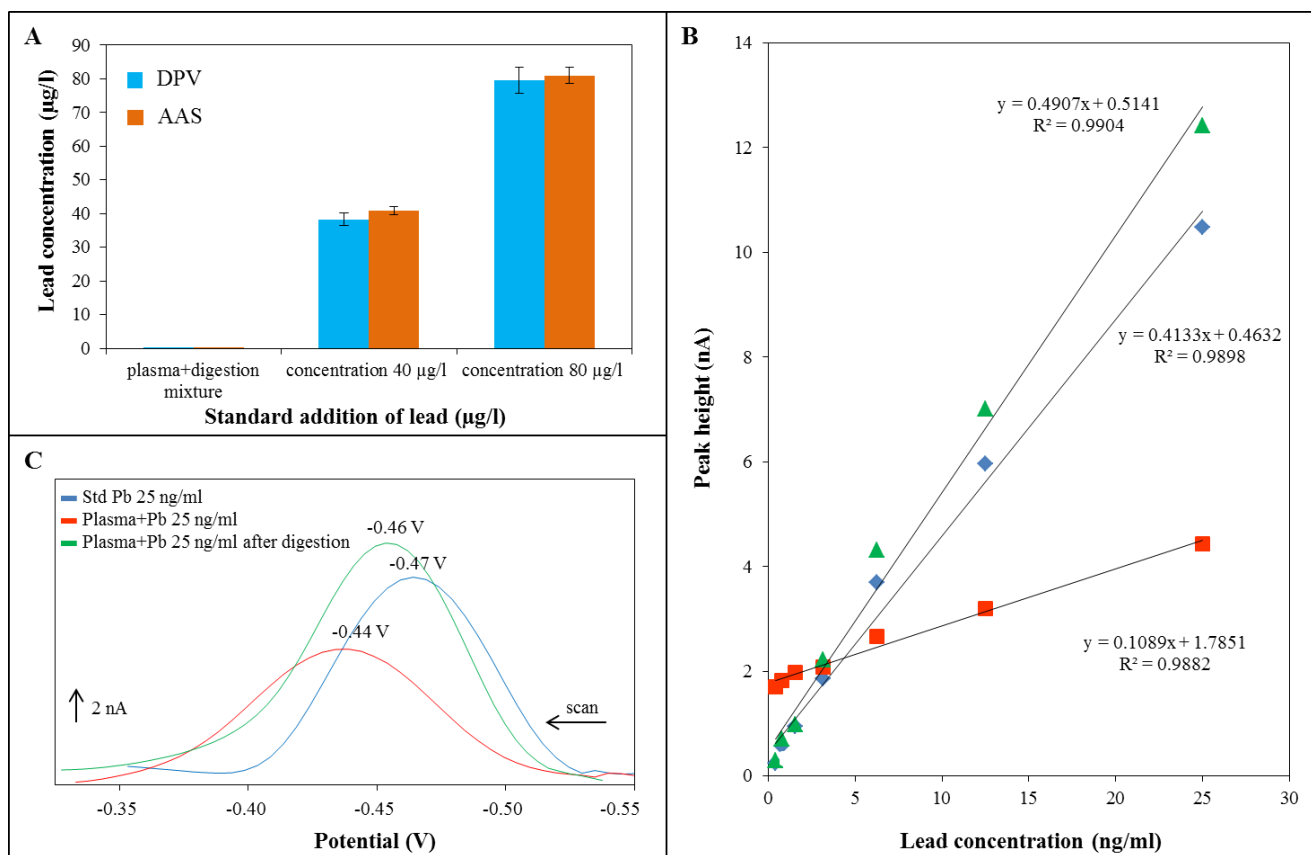 A
Lead concentration (µg/l)
90
80
70
60
50
40
30
20
10
0
DPV
AAS
plasma+digestion
mixture
concentration 40 µg/l
concentration 80 µg/l
Standard addition of lead (µg/l)
C
Std Pb 25 ng/ml
Plasma+Pb 25 ng/ml
Plasma+Pb 25 ng/ml after digestion
-0.46 V
-0.47 V
-0.44 V
2 nA
scan
-0.35
-0.40
-0.45
-0.50
-0.55
Potential (V)
B
Peak height (nA)
14
12
10
8
6
4
2
0
y = 0.4907x + 0.5141
R² = 0.9904
y = 0.4133x + 0.4632
R² = 0.9898
y = 0.1089x + 1.7851
R² = 0.9882
0
5
10
15
20
25
30
Lead concentration (ng/ml)